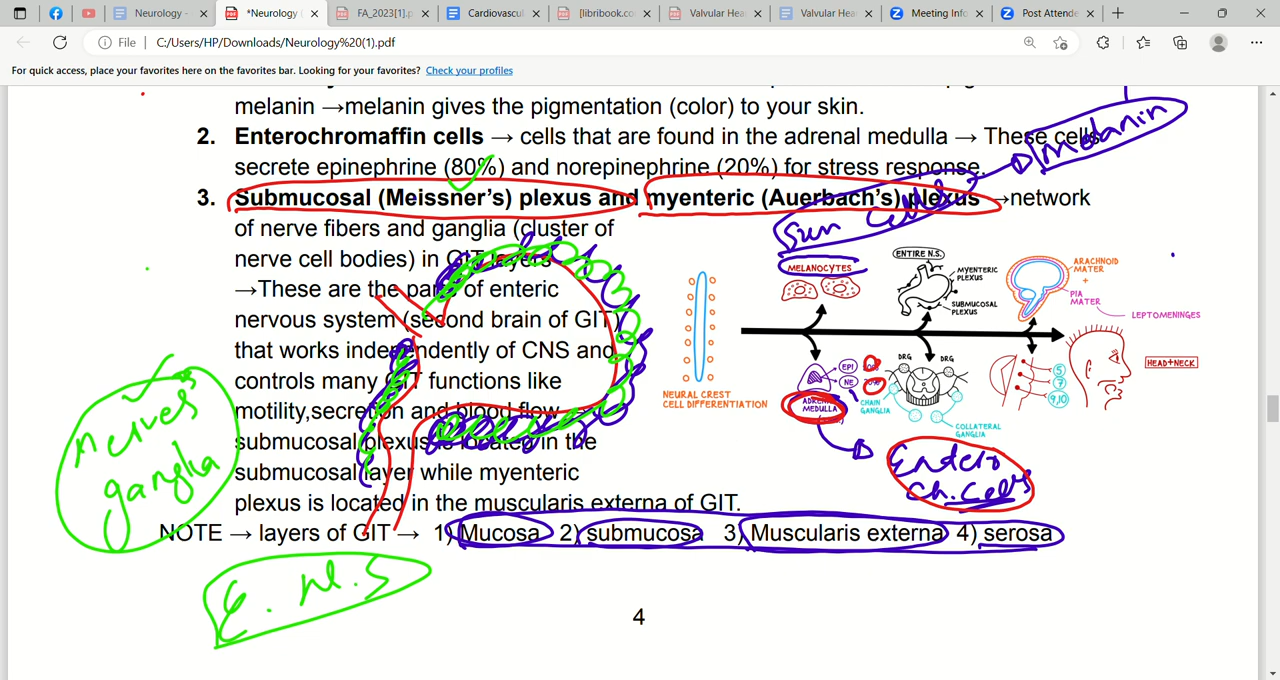 Neurology -
*Neurology (
FA_2023[1].p
Cardiovascul
[libribook.co
Valvular Hea
Valvular Hea
Meeting Info
Post Attende
File | C:/Users/HP/Downloads/Neurology%20(1).pdf
For quick access, place your favorites here on the favorites bar. Looking for your favorites? Check your profiles
melanin →melanin gives the pigmentation (color) to your skin.
Melanin
2. Enterochromaffin cells → cells that are found in the adrenal medulla → These cells
secrete epinephrine (80%) and norepinephrine (20%) for stress response.
3. Submucosal (Meissner's) plexus and myenteric (Auerbach's) plexus →network
of nerve fibers and ganglia (cluster of
nerve cell bodies) in GIT layers
→These are the parts of enteric
nervous system (second brain of GIT)
that works independently of CNS and
controls many GIT functions like
motility,secretion and blood flow
submucosal plexus is located in the
submucosal layer while myenteric
plexus is located in the muscularis externa of GIT.
NOTE → layers of GIT → 1) Mucosa 2) submucosa 3) Muscularis externa 4) serosa
nerves
ganglia
E.N.S
cells
MELANOCYTES
ENTIRE N.S.
MYENTERIC
PLEXUS
SUBMUCOSAL
PLEXUS
ARACHNOID
MATER
+
PIA
MATER
LEPTOMENINGES
NEURAL CREST
CELL DIFFERENTIATION
EPI
NE
ADRENAL
MEDULLA
CHAIN
GANGLIA
DRG
DRG
COLLATERAL
GANGLIA
5
7
9,10
HEAD+NECK
Entero
Ch. Cells
4